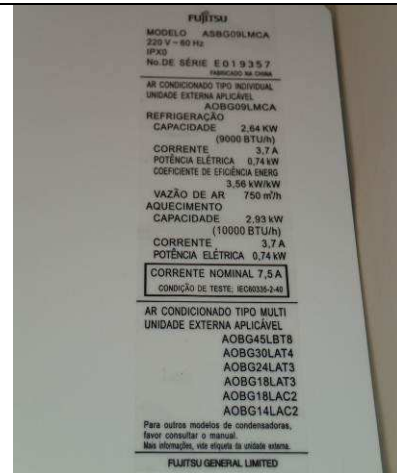 FUJITSU
MODELO ASBG09LMCA
220 V ~ 60 Hz
IPX0
No.DE SÉRIE E019357
FABRICADO NA CHINA
AR CONDICIONADO TIPO INDIVIDUAL
UNIDADE EXTERNA APLICÁVEL
AOBG09LMCA
REFRIGERAÇÃO
CAPACIDADE 2,64 KW
(9000 BTU/h)
CORRENTE 3,7 A
POTÊNCIA ELÉTRICA 0,74 kW
COEFICIENTE DE EFICIÊNCIA ENERG
3,56 kW/kW
VAZÃO DE AR 750 m³/h
AQUECIMENTO
CAPACIDADE 2,93 kW
(10000 BTU/h)
CORRENTE 3,7 A
POTÊNCIA ELÉTRICA 0,74 kW
CORRENTE NOMINAL 7,5 A
CONDIÇÃO DE TESTE; IEC60335-2-40
AR CONDICIONADO TIPO MULTI
UNIDADE EXTERNA APLICÁVEL
AOBG45LBT8
AOBG30LAT4
AOBG24LAT3
AOBG18LAT3
AOBG18LAC2
AOBG14LAC2
Para outros modelos de condensadoras,
favor consultar o manual.
Mais informações, vide etiqueta da unidade externa.
FUJITSU GENERAL LIMITED